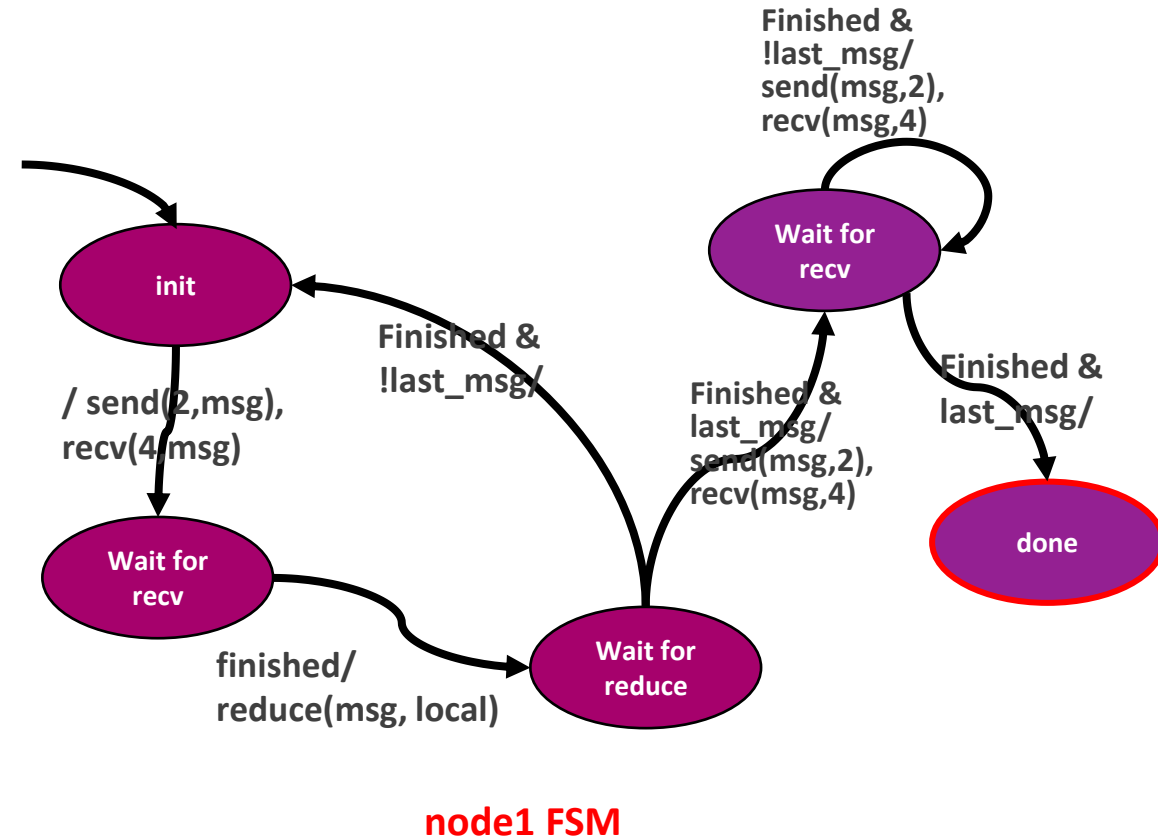 Finished &
!last_msg/
send(msg,2),
recv(msg,4)
Wait for
recv
init
Finished &
!last_msg/
Finished &
last_msg/
/ send(2,msg),
recv(4,msg)
Finished &
last_msg/
send(msg,2),
recv(msg,4)
Wait for
recv
done
finished/
reduce(msg, local)
Wait for
reduce
node1 FSM